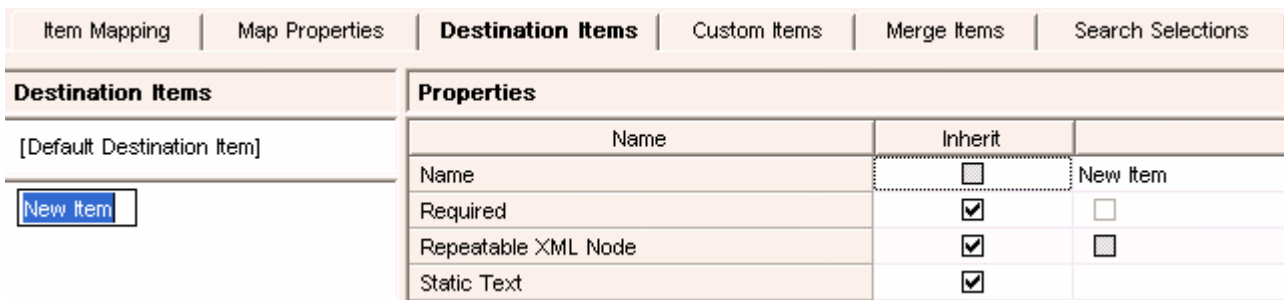 Item Mapping Map Properties Destination Items Custom Items Merge Items Search Selections
Destination Items Properties
[Default Destination Item] Name Inherit
Name New Item
New Item Required
Repeatable XML Node
Static Text